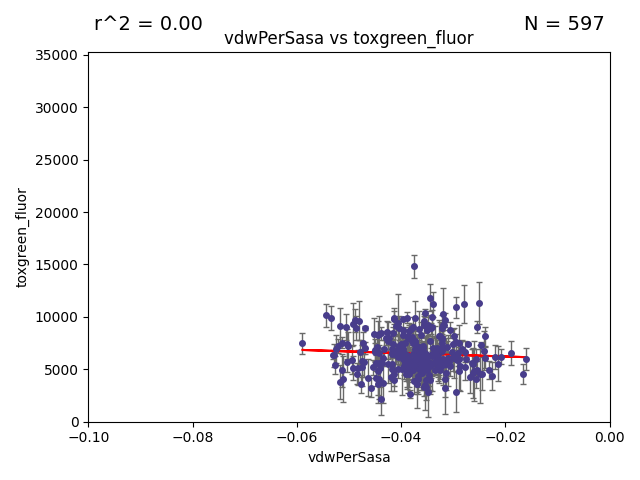 r^2 = 0.00
N = 597
vdwPerSasa vs toxgreen_fluor
35000
30000
25000
20000
15000
10000
5000
0
toxgreen_fluor
−0.10
−0.08
−0.06
−0.04
−0.02
0.00
vdwPerSasa